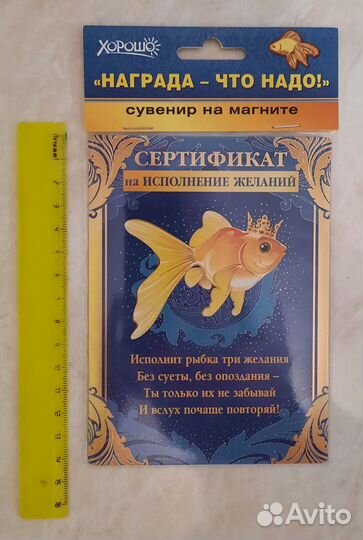 ХОРОШО
«НАГРАДА – ЧТО НАДО!»
сувенир на магните
СЕРТИФИКАТ
на ИСПОЛНЕНИЕ ЖЕЛАНИЙ
Исполнит рыбка три желания
Без суеты, без опоздания –
Ты только их не забывай
И вслух почаще повторяй!
Avito